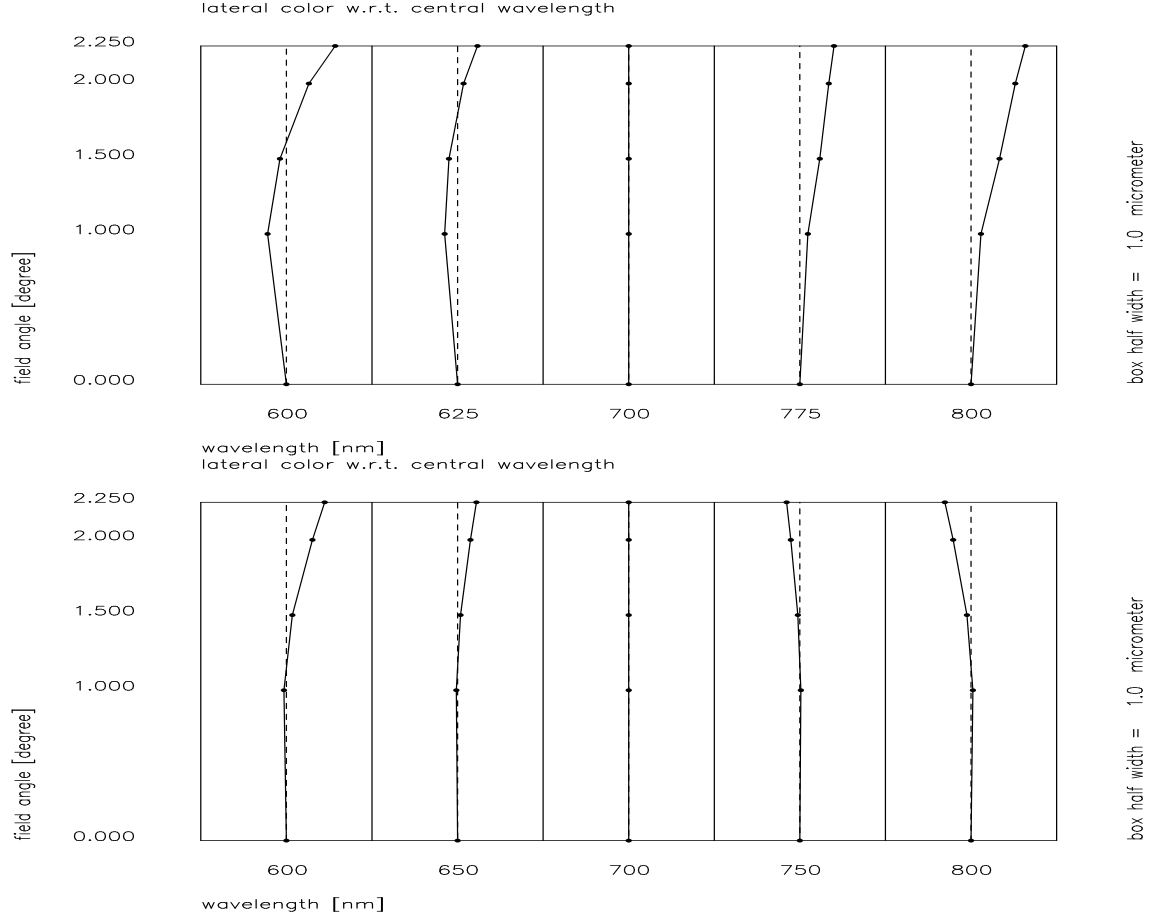 lateral color w.r.t. central wavelength
2.250
2.000
1.500
1.000
0.000
field angle [degree]
box half width = 1.0 micrometer
600 625 700 775 800
wavelength [nm]
lateral color w.r.t. central wavelength
2.250
2.000
1.500
1.000
0.000
field angle [degree]
box half width = 1.0 micrometer
600 650 700 750 800
wavelength [nm]